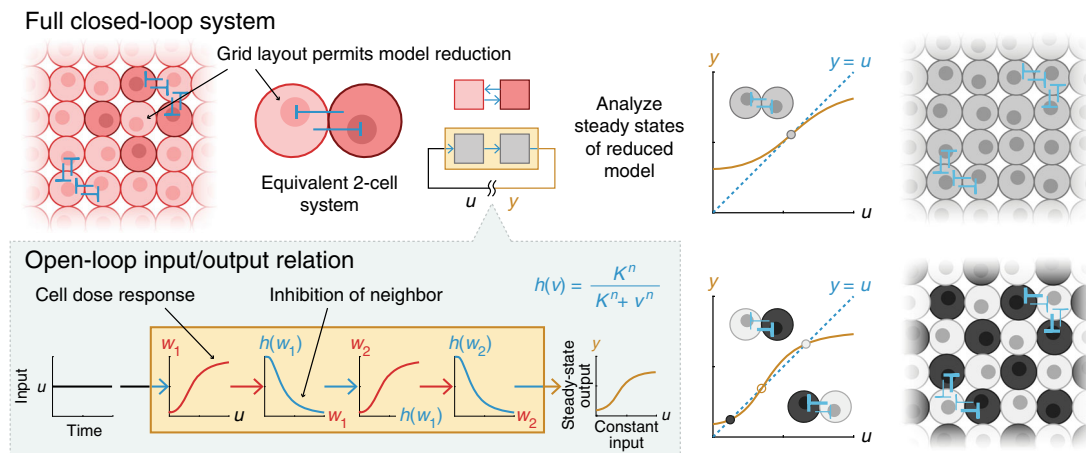 Full closed-loop system
Grid layout permits model reduction
Equivalent 2-cell
system
u
y
Analyze
steady states
of reduced
model
y
y = u
u
Open-loop input/output relation
Cell dose response
Inhibition of neighbor
h(v) = K^n / K^n + v^n
Input
u
Time
w1
u
h(w1)
w1
w2
h(w1)
h(w2)
w2
Steady-state
output
y
u
Constant
input
y
y = u
u